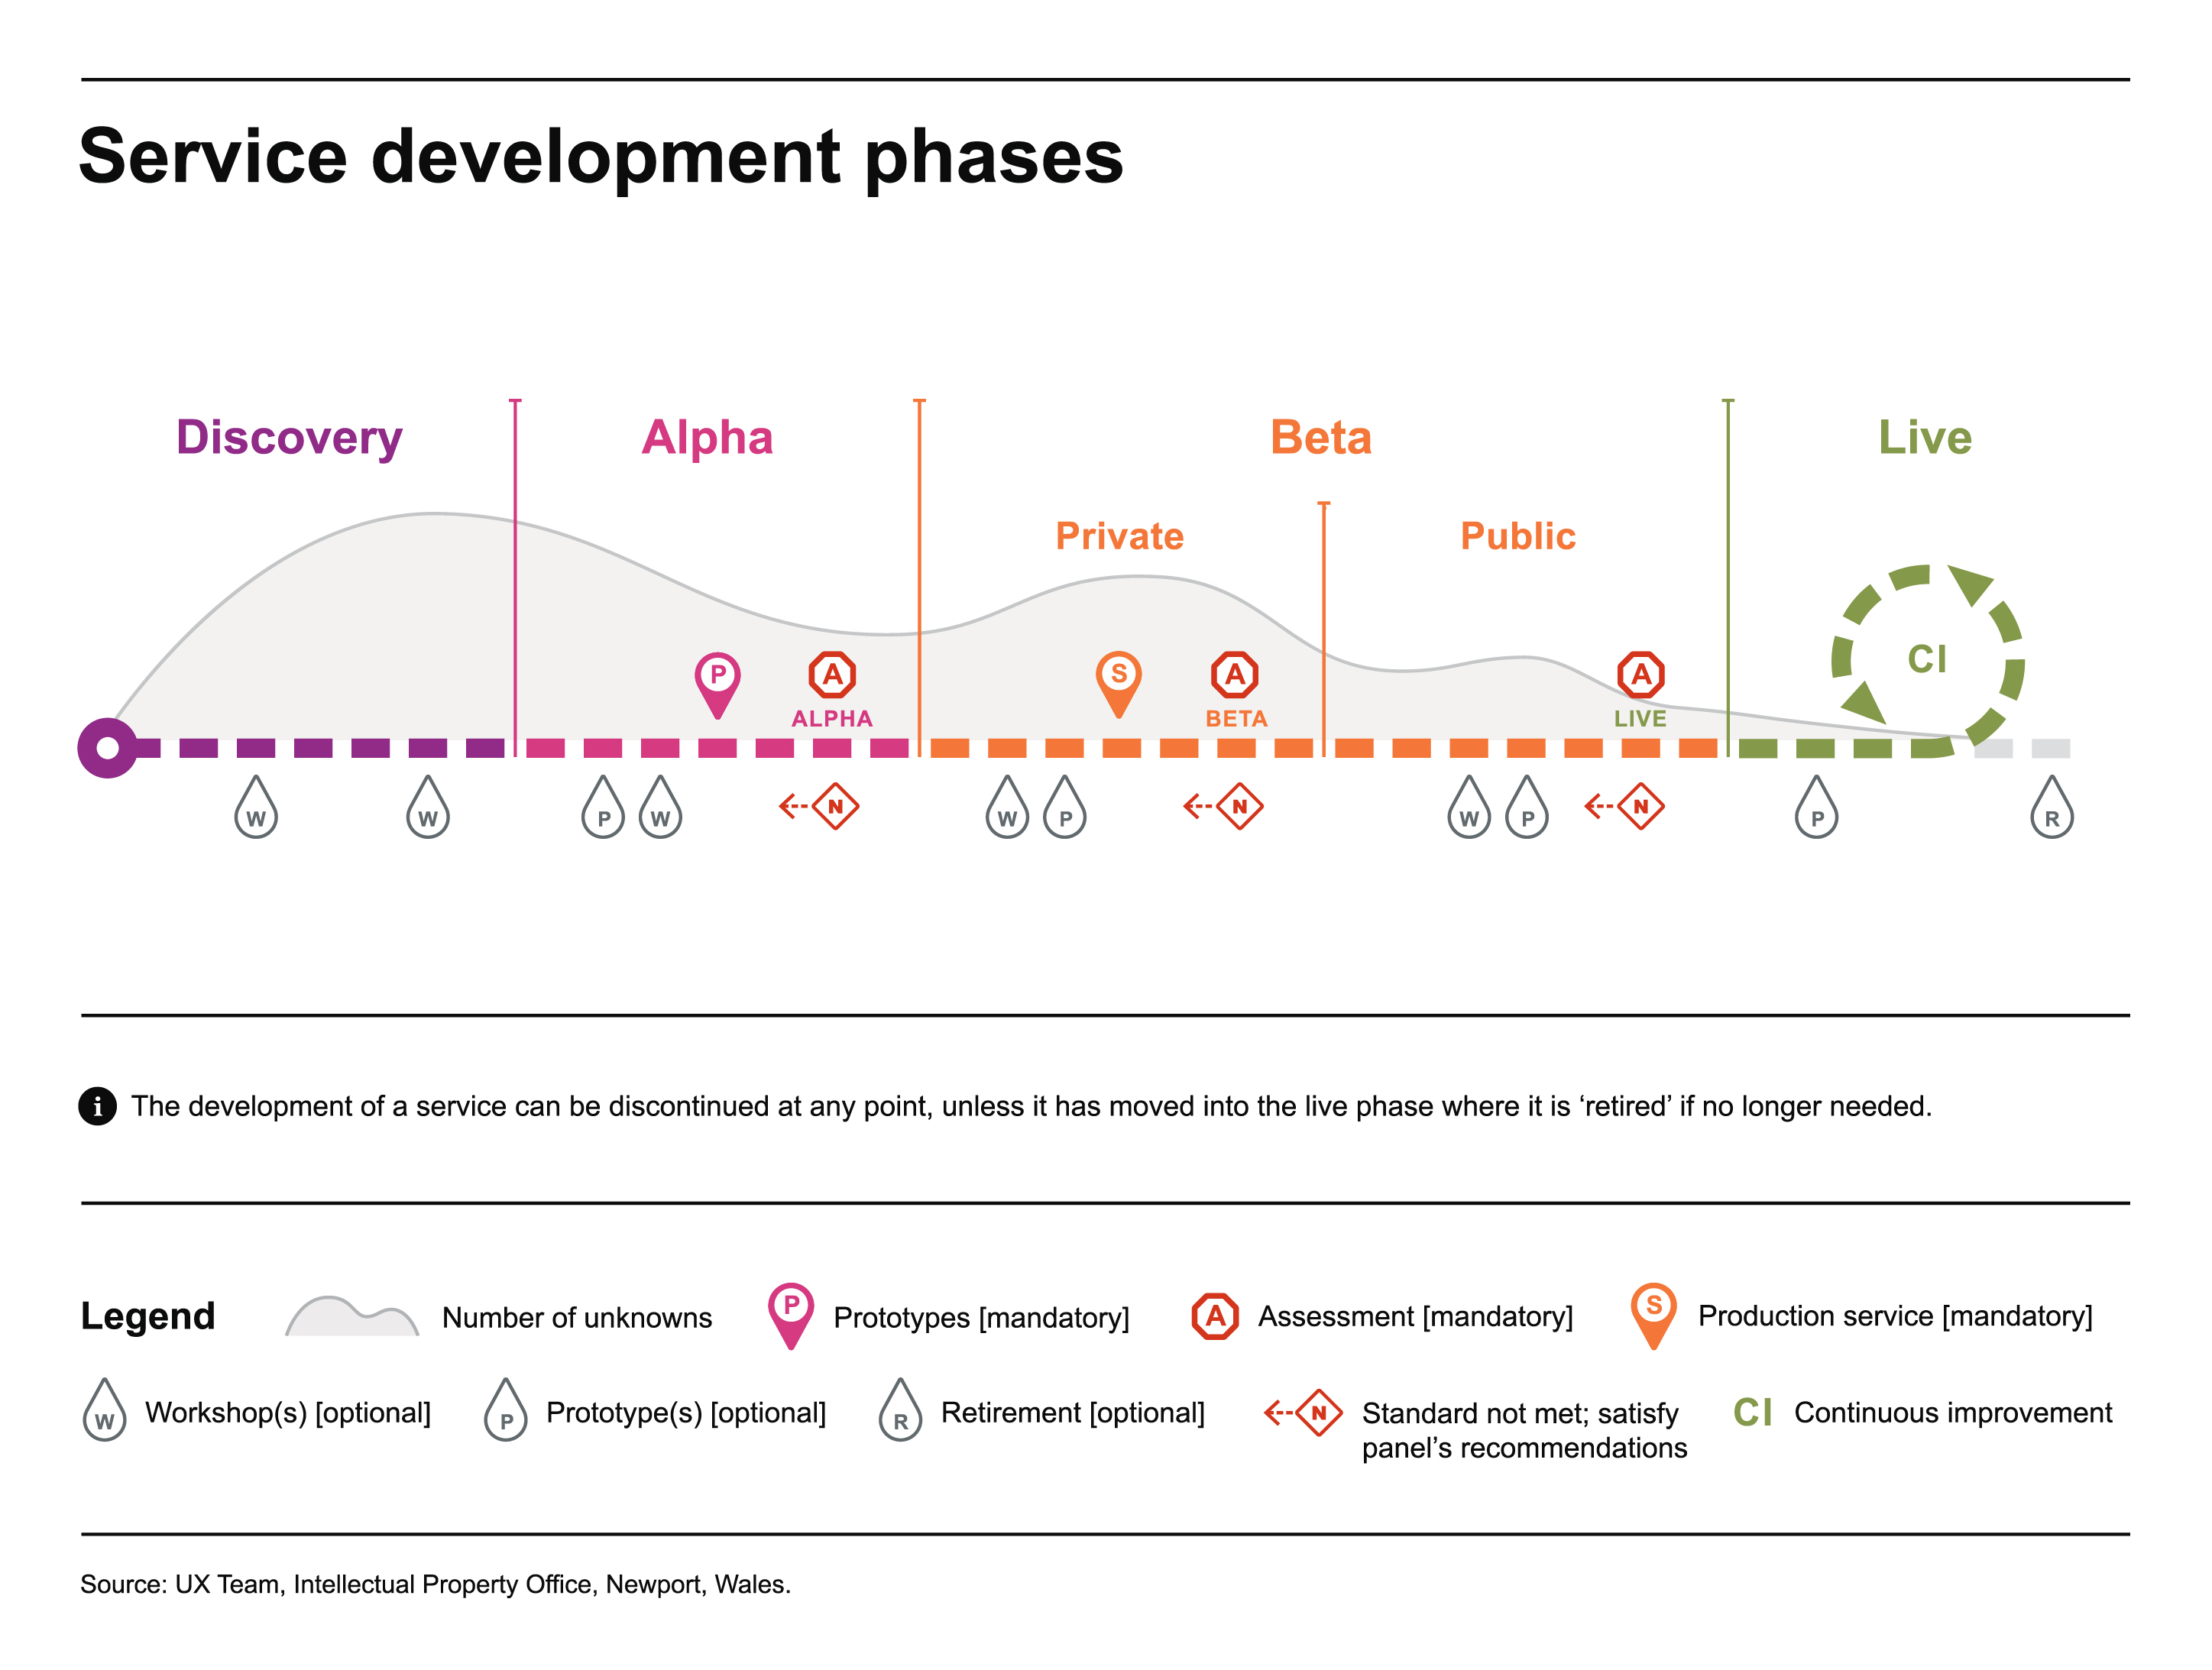 Service development phases
Discovery
Alpha
Beta
Live
Private
Public
P
A
ALPHA
S
A
BETA
A
LIVE
CI
W
W
P
W
N
W
P
N
W
P
N
P
R
i The development of a service can be discontinued at any point, unless it has moved into the live phase where it is ‘retired’ if no longer needed.
Legend
Number of unknowns
P Prototypes [mandatory]
A Assessment [mandatory]
S Production service [mandatory]
W Workshop(s) [optional]
P Prototype(s) [optional]
R Retirement [optional]
N Standard not met; satisfy
panel’s recommendations
CI Continuous improvement
Source: UX Team, Intellectual Property Office, Newport, Wales.